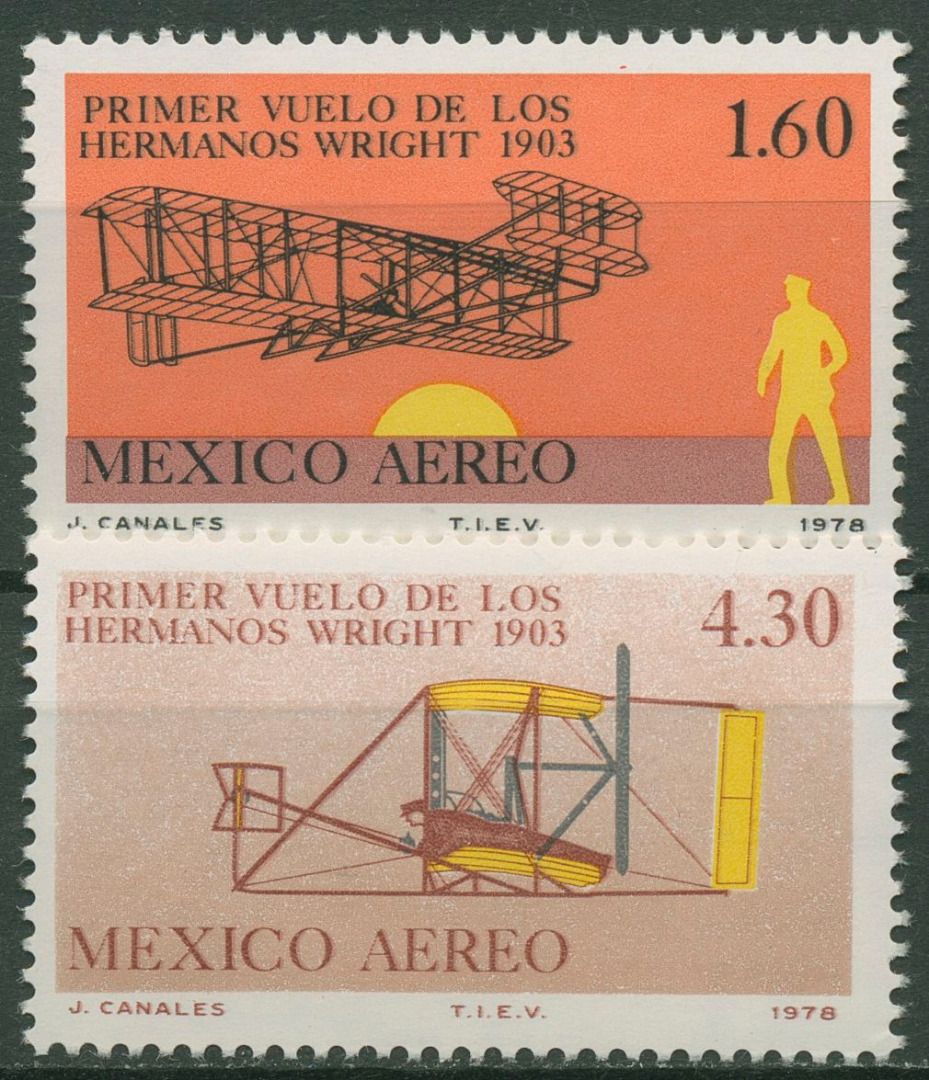 PRIMER VUELO DE LOS
HERMANOS WRIGHT 1903
1.60
MEXICO AEREO
J. CANALES T.I.E.V. 1978
PRIMER VUELO DE LOS
HERMANOS WRIGHT 1903
4.30
MEXICO AEREO
J. CANALES T.I.E.V. 1978